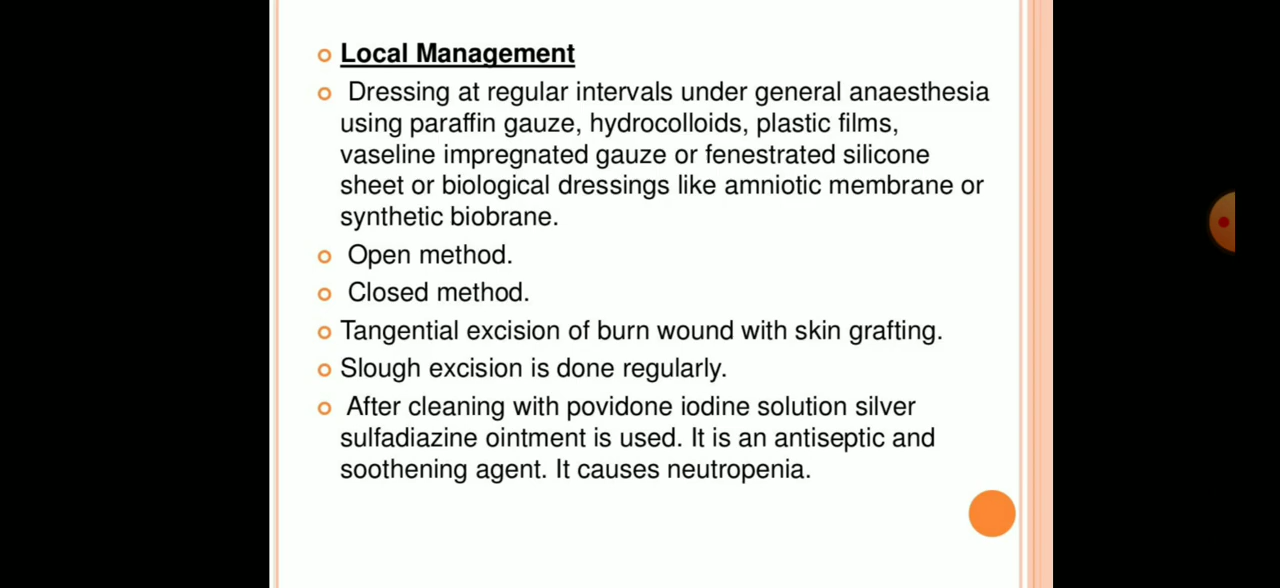 Local Management
Dressing at regular intervals under general anaesthesia
using paraffin gauze, hydrocolloids, plastic films,
vaseline impregnated gauze or fenestrated silicone
sheet or biological dressings like amniotic membrane or
synthetic biobrane.
Open method.
Closed method.
Tangential excision of burn wound with skin grafting.
Slough excision is done regularly.
After cleaning with povidone iodine solution silver
sulfadiazine ointment is used. It is an antiseptic and
soothening agent. It causes neutropenia.